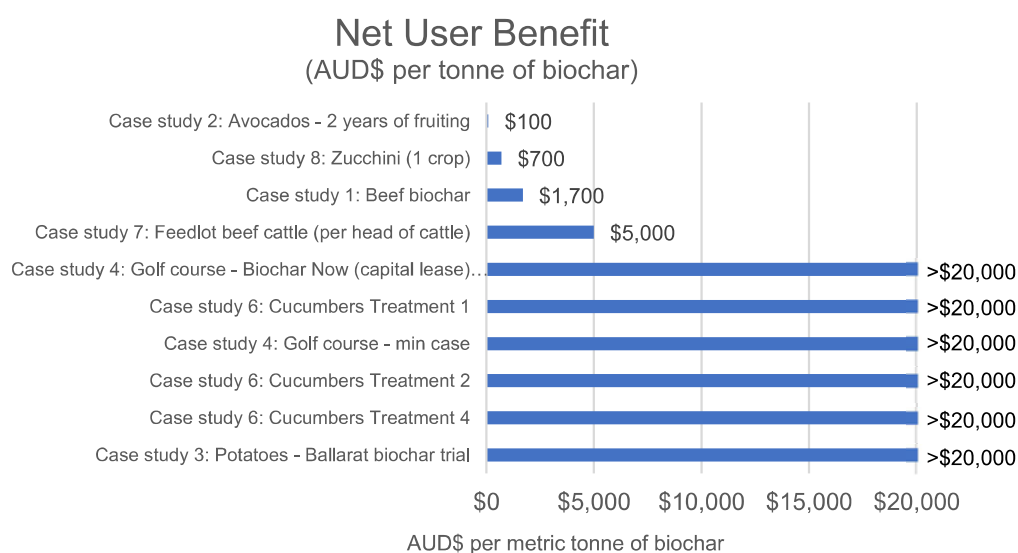 Net User Benefit
(AUD$ per tonne of biochar)
Case study 2: Avocados - 2 years of fruiting $100
Case study 8: Zucchini (1 crop) $700
Case study 1: Beef biochar $1,700
Case study 7: Feedlot beef cattle (per head of cattle) $5,000
Case study 4: Golf course - Biochar Now (capital lease)… >$20,000
Case study 6: Cucumbers Treatment 1 >$20,000
Case study 4: Golf course - min case >$20,000
Case study 6: Cucumbers Treatment 2 >$20,000
Case study 6: Cucumbers Treatment 4 >$20,000
Case study 3: Potatoes - Ballarat biochar trial >$20,000
$0 $5,000 $10,000 $15,000 $20,000
AUD$ per metric tonne of biochar